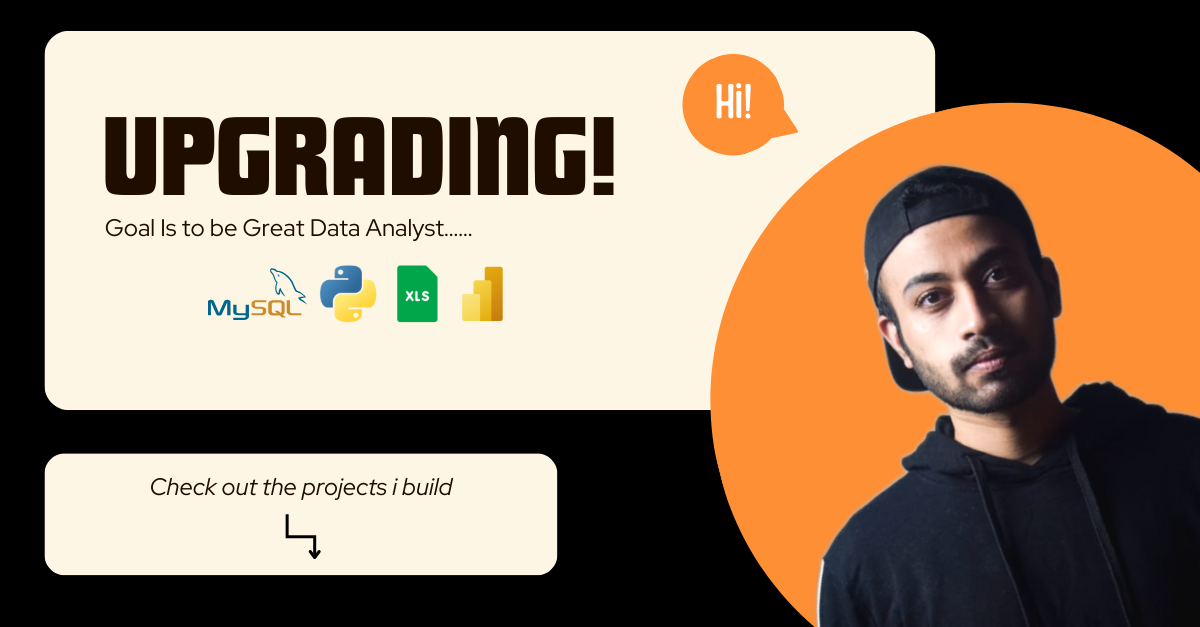 Hi!
UPGRADING!
Goal Is to be Great Data Analyst......
MySQL
XLS
Check out the projects i build